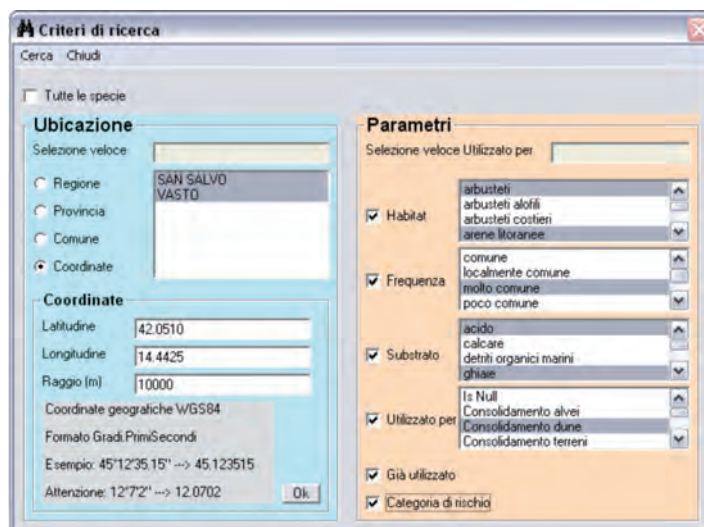 Criteri di ricerca
Cerca Chiudi
Tutte le specie
Ubicazione
Selezione veloce
Regione
Provincia
Comune
Coordinate
SAN SALVO
VASTO
Coordinate
Latitudine 42.0510
Longitudine 14.4425
Raggio (m) 10000
Coordinate geografiche WGS84
Formato Gradi.PrimiSecondi
Esempio: 45°12'35,15'' --> 45.123515
Attenzione: 12°7'2'' --> 12.0702
Ok
Parametri
Selezione veloce Utilizzato per
Habitat
arbusteti
arbusteti alofili
arbusteti costieri
arene litoranee
Frequenza
comune
localmente comune
molto comune
poco comune
Substrato
acido
calcare
detriti organici marini
ghiaie
Utilizzato per
Is Null
Consolidamento alvei
Consolidamento dune
Consolidamento terreni
Già utilizzato
Categoria di rischio